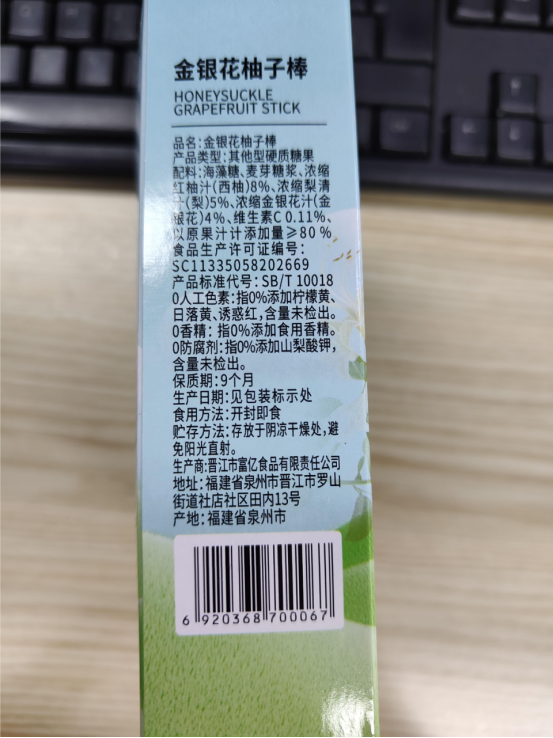 金银花柚子棒
HONEYSUCKLE
GRAPEFRUIT STICK
品名:金银花柚子棒
产品类型:其他型硬质糖果
配料:海藻糖、麦芽糖浆、浓缩
红柚汁(西柚)8%、浓缩梨清
汁(梨)5%、浓缩金银花汁(金
银花)4%、维生素C 0.11%、
以原果汁计添加量≥80%
食品生产许可证编号:
SC11335058202669
产品标准代号:SB/T 10018
0人工色素:指0%添加柠檬黄、
日落黄、诱惑红,含量未检出。
0香精:指0%添加食用香精。
0防腐剂:指0%添加山梨酸钾,
含量未检出。
保质期:9个月
生产日期:见包装标示处
食用方法:开封即食
贮存方法:存放于阴凉干燥处,避
免阳光直射。
生产商:晋江市富亿食品有限责任公司
地址:福建省泉州市晋江市罗山
街道社店社区田内13号
产地:福建省泉州市
6 920368 700067